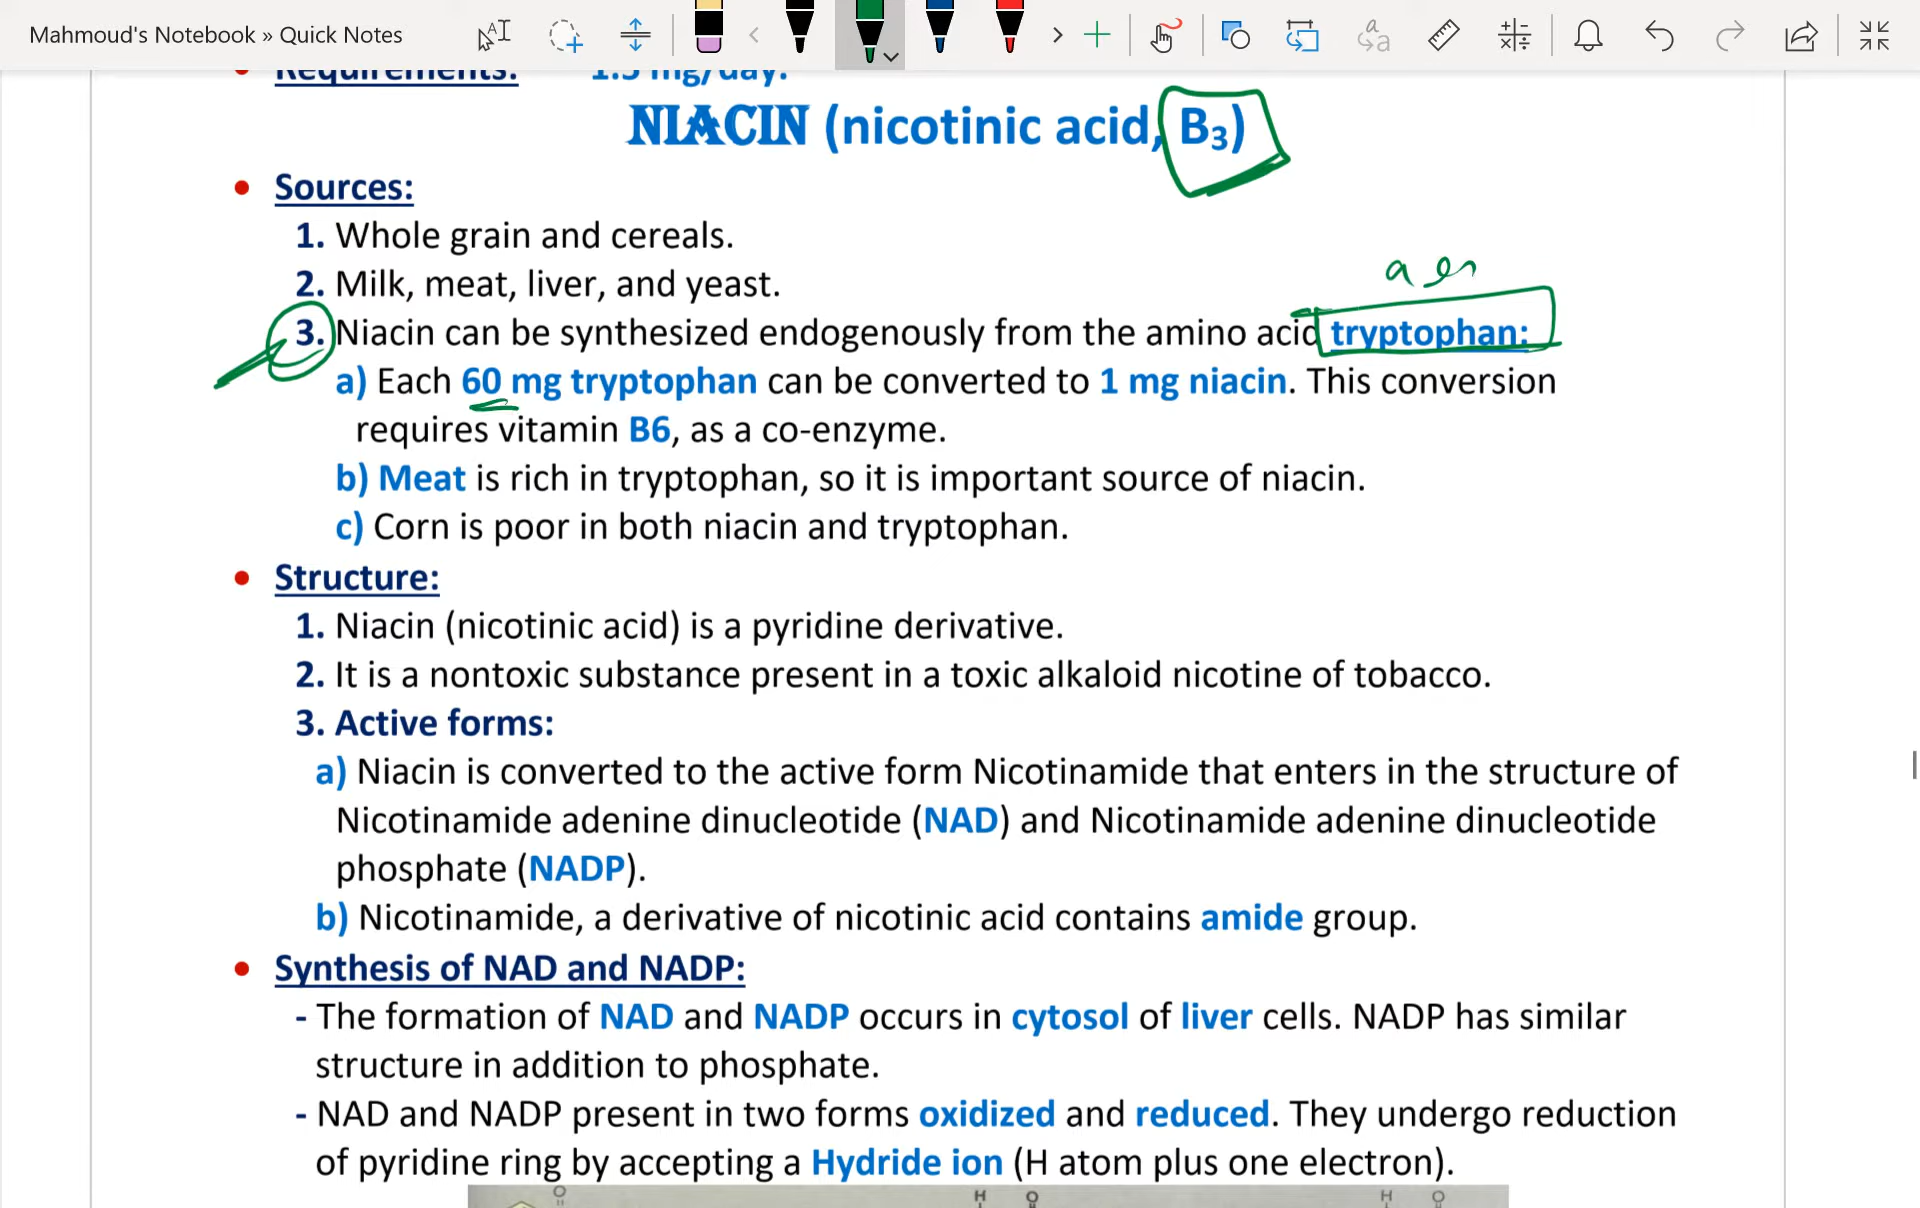 Mahmoud's Notebook » Quick Notes
Requirements: 1.5 mg/day.
NIACIN (nicotinic acid, B3)
• Sources:
1. Whole grain and cereals.
2. Milk, meat, liver, and yeast.
3. Niacin can be synthesized endogenously from the amino acid tryptophan:
a) Each 60 mg tryptophan can be converted to 1 mg niacin. This conversion
requires vitamin B6, as a co-enzyme.
b) Meat is rich in tryptophan, so it is important source of niacin.
c) Corn is poor in both niacin and tryptophan.
• Structure:
1. Niacin (nicotinic acid) is a pyridine derivative.
2. It is a nontoxic substance present in a toxic alkaloid nicotine of tobacco.
3. Active forms:
a) Niacin is converted to the active form Nicotinamide that enters in the structure of
Nicotinamide adenine dinucleotide (NAD) and Nicotinamide adenine dinucleotide
phosphate (NADP).
b) Nicotinamide, a derivative of nicotinic acid contains amide group.
• Synthesis of NAD and NADP:
- The formation of NAD and NADP occurs in cytosol of liver cells. NADP has similar
structure in addition to phosphate.
- NAD and NADP present in two forms oxidized and reduced. They undergo reduction
of pyridine ring by accepting a Hydride ion (H atom plus one electron).
O H O H O